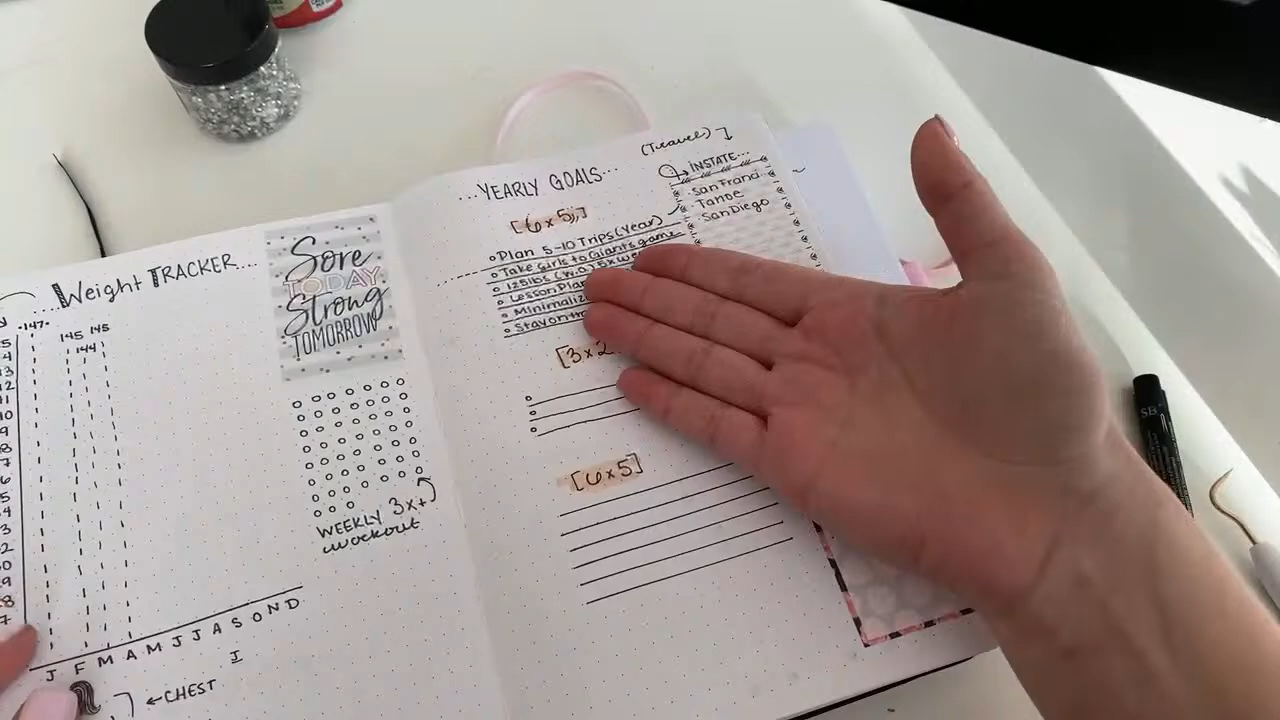 Weight TRACKER....
147
145 145
144
Sore
TODAY
Strong
TOMORROW
WEEKLY 3x+
workout
J F M A M J J A S O N D
I
←CHEST
...YEARLY GOALS...
[6x5]
Plan 5-10 Trips (Year)
Take girls to Giants game
125lbs
Lesson
Minimaliz
Stay on
[3x2
[6x5]
(Travel)
INSTATE...
San Franci.
Tahoe
San Diego
SB